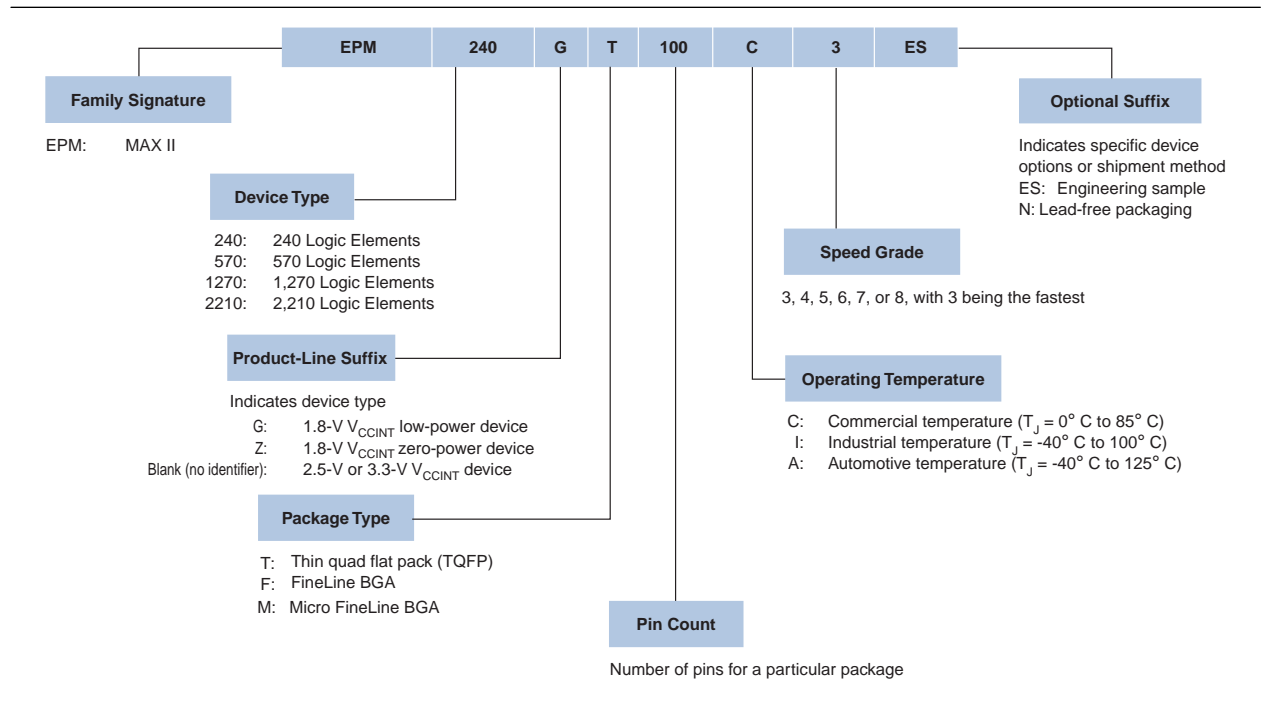 EPM 240 G T 100 C 3 ES
Family Signature
EPM: MAX II
Optional Suffix
Indicates specific device
options or shipment method
ES: Engineering sample
N: Lead-free packaging
Device Type
240: 240 Logic Elements
570: 570 Logic Elements
1270: 1,270 Logic Elements
2210: 2,210 Logic Elements
Speed Grade
3, 4, 5, 6, 7, or 8, with 3 being the fastest
Product-Line Suffix
Indicates device type
G: 1.8-V VCCINT low-power device
Z: 1.8-V VCCINT zero-power device
Blank (no identifier): 2.5-V or 3.3-V VCCINT device
Operating Temperature
C: Commercial temperature (TJ = 0° C to 85° C)
I: Industrial temperature (TJ = -40° C to 100° C)
A: Automotive temperature (TJ = -40° C to 125° C)
Package Type
T: Thin quad flat pack (TQFP)
F: FineLine BGA
M: Micro FineLine BGA
Pin Count
Number of pins for a particular package